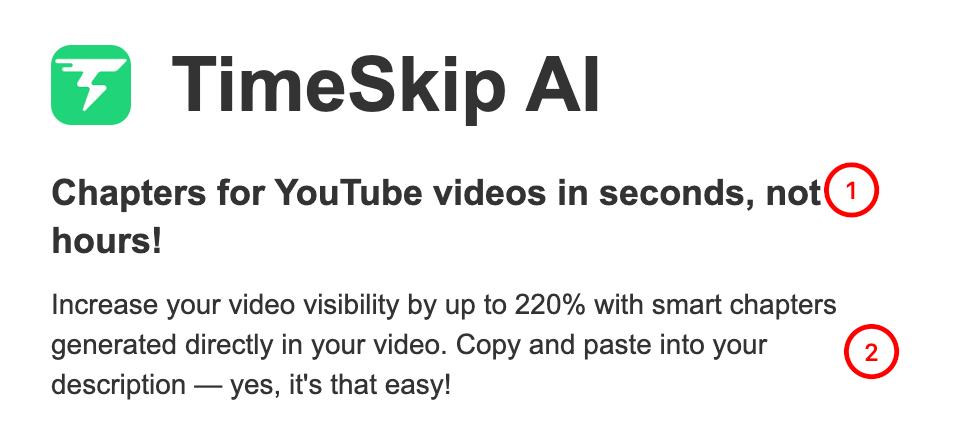 TimeSkip AI
Chapters for YouTube videos in seconds, not
hours!
1
Increase your video visibility by up to 220% with smart chapters
generated directly in your video. Copy and paste into your
description — yes, it's that easy!
2